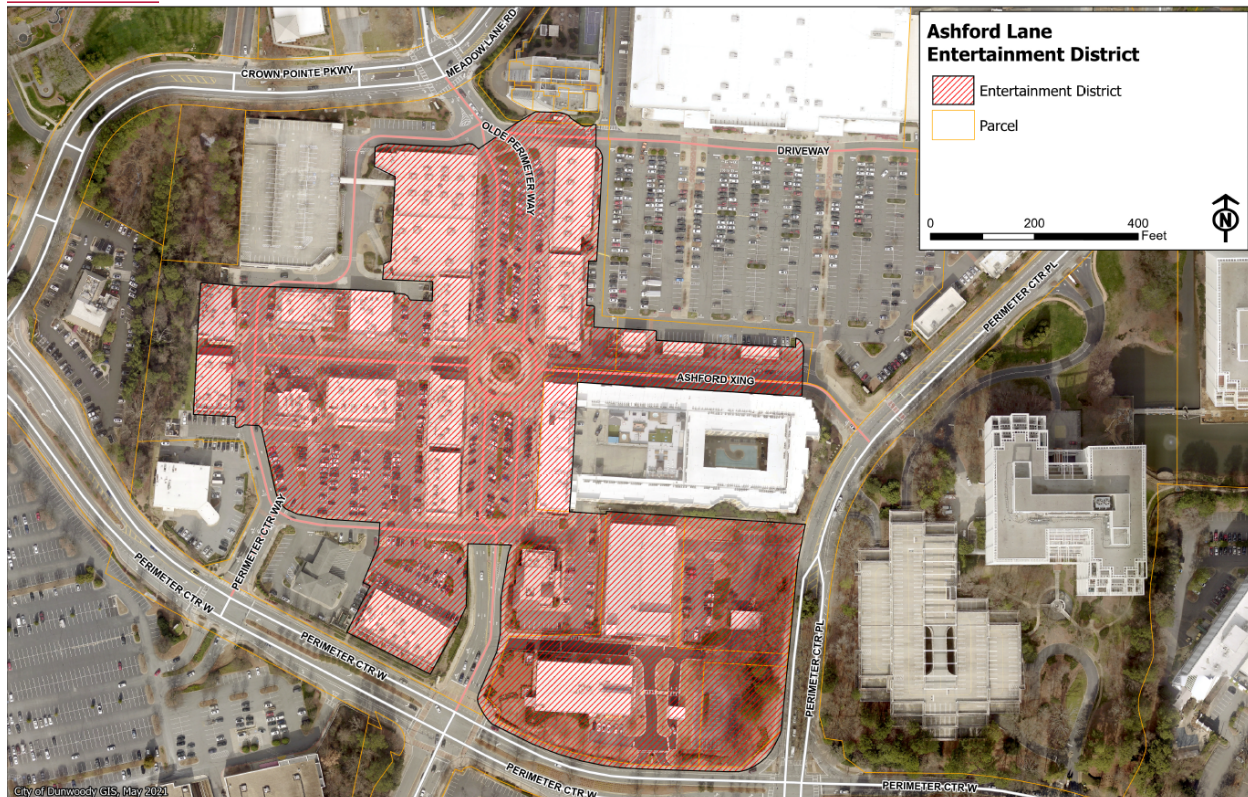 Ashford Lane
Entertainment District
Entertainment District
Parcel
N
0 200 400
Feet
CROWN POINTE PKWY
MEADOW LANE RD
OLDE PERIMETER WAY
DRIVEWAY
PERIMETER CTR PL
ASHFORD XING
PERIMETER CTR WAY
PERIMETER CTR W
PERIMETER CTR W
PERIMETER CTR PL
PERIMETER CTR W
PERIMETER CTR W
City of Dunwoody GIS, May 2021